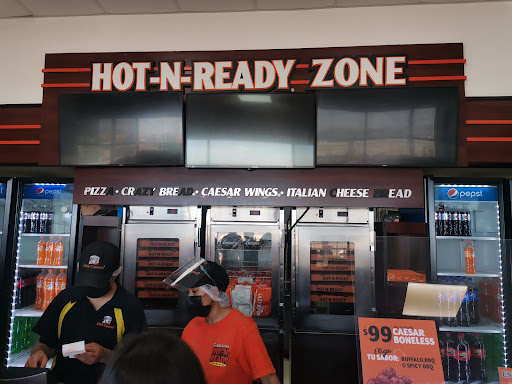 HOT-N-READY ZONE
PIZZA • CRAZY BREAD • CAESAR WINGS • ITALIAN CHEESE BREAD
pepsi
pepsi
$99 CAESAR
BONELESS
TU SABOR: BUFFALO BBQ
O SPICY BBQ